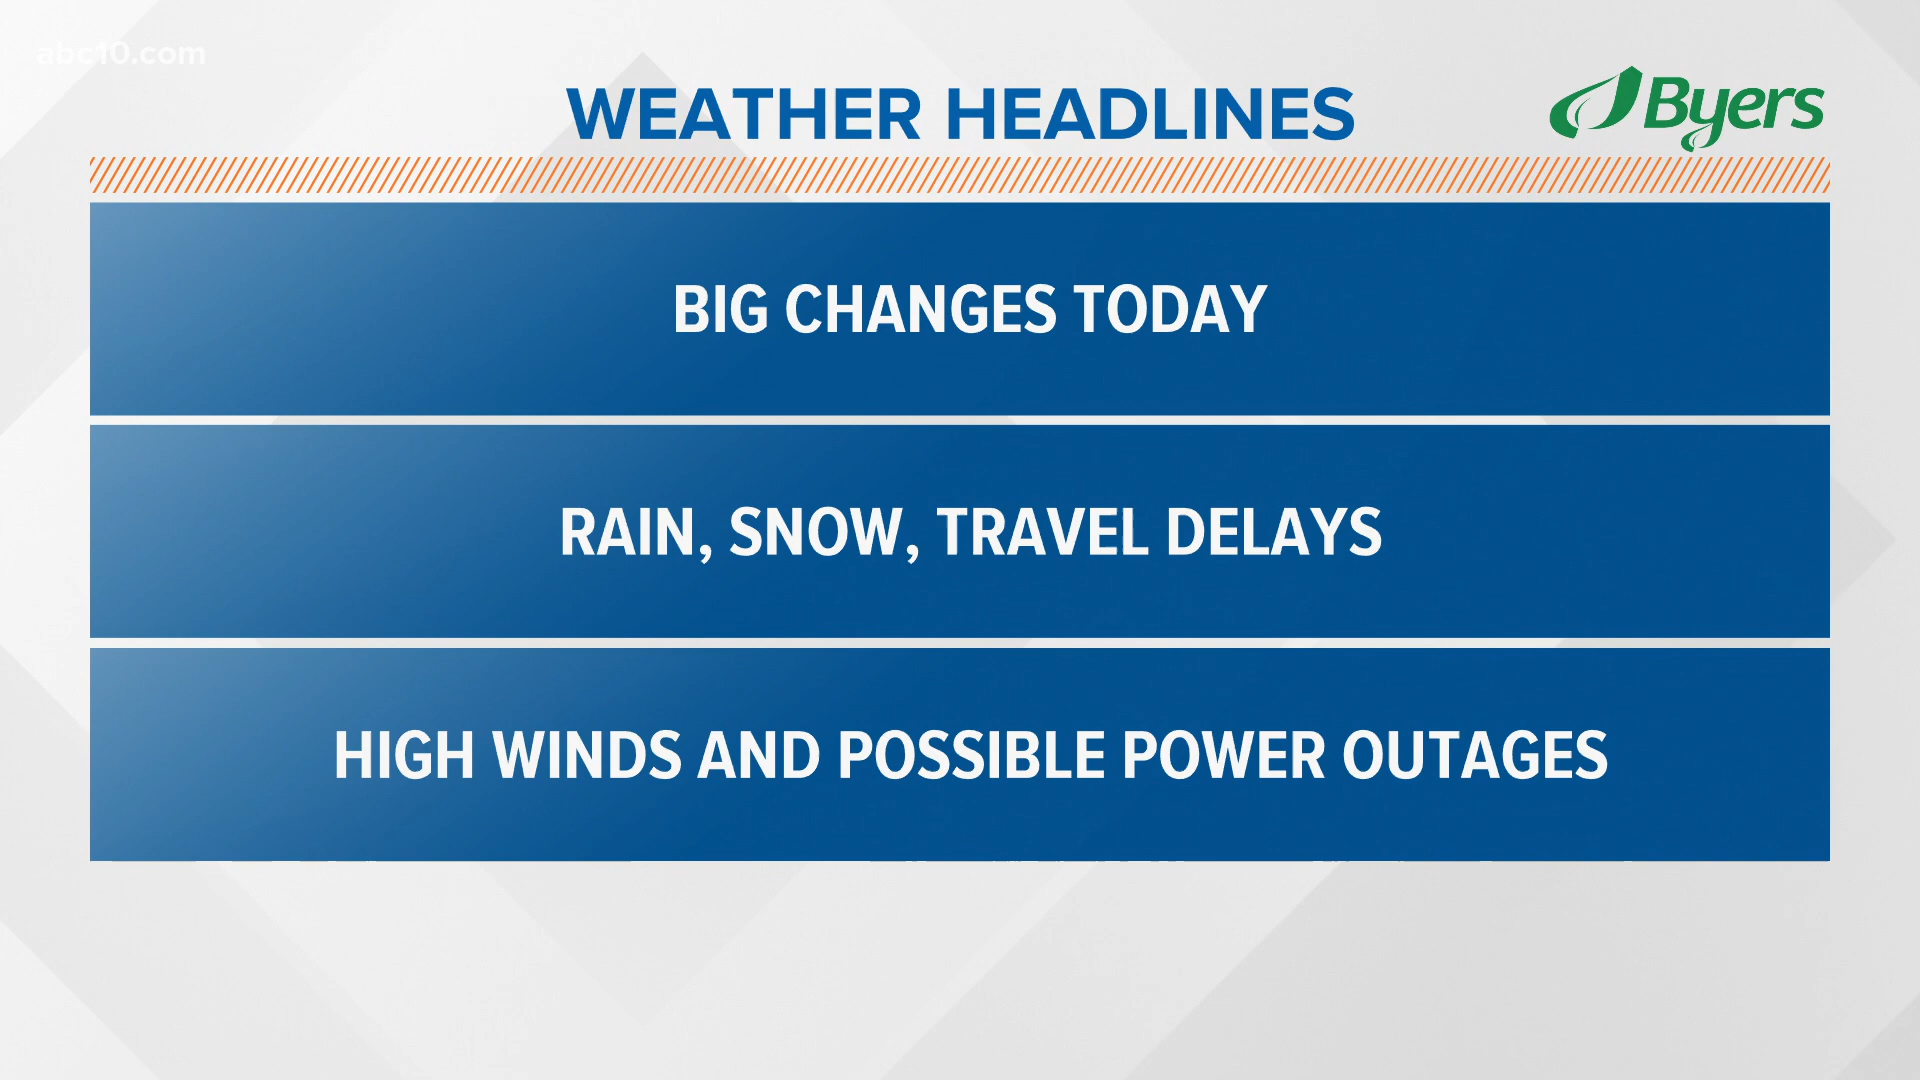 abc10.com
WEATHER HEADLINES
Byers
BIG CHANGES TODAY
RAIN, SNOW, TRAVEL DELAYS
HIGH WINDS AND POSSIBLE POWER OUTAGES